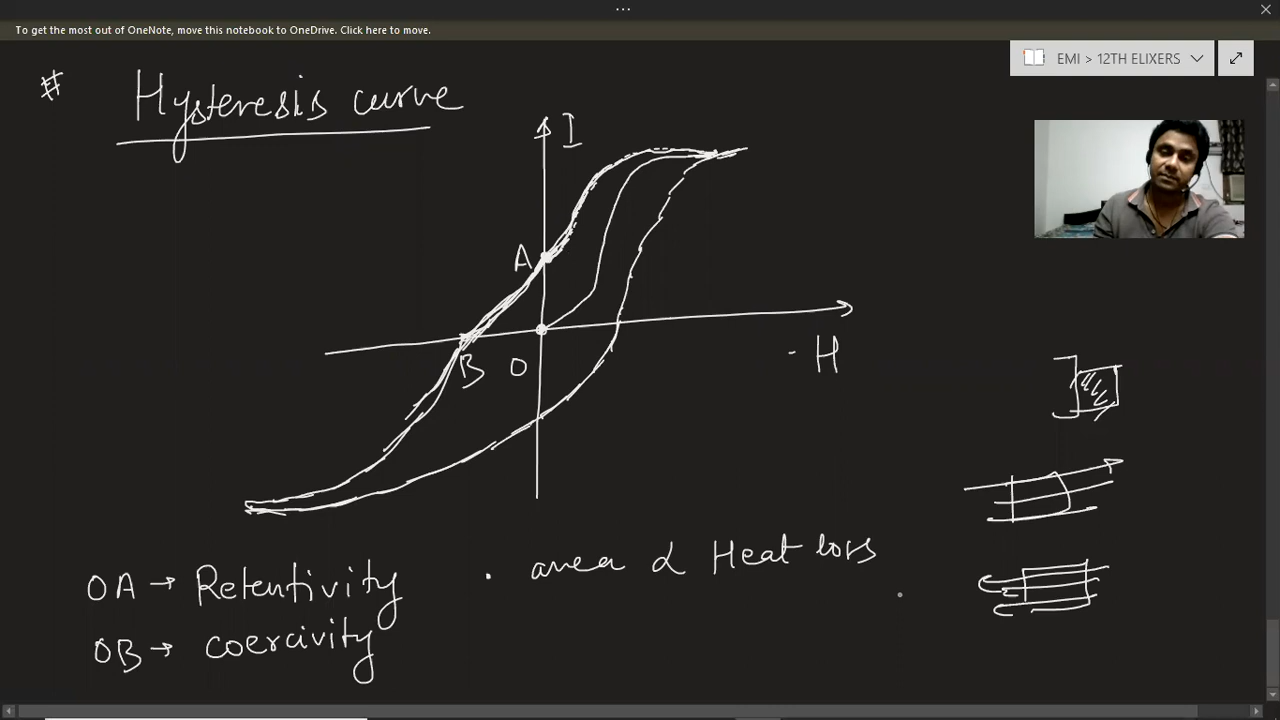 To get the most out of OneNote, move this notebook to OneDrive. Click here to move.
EMI > 12TH ELIXERS
# Hysteresis curve
I
A
B
O
H
OA → Retentivity
• area α Heat loss
OB → coercivity